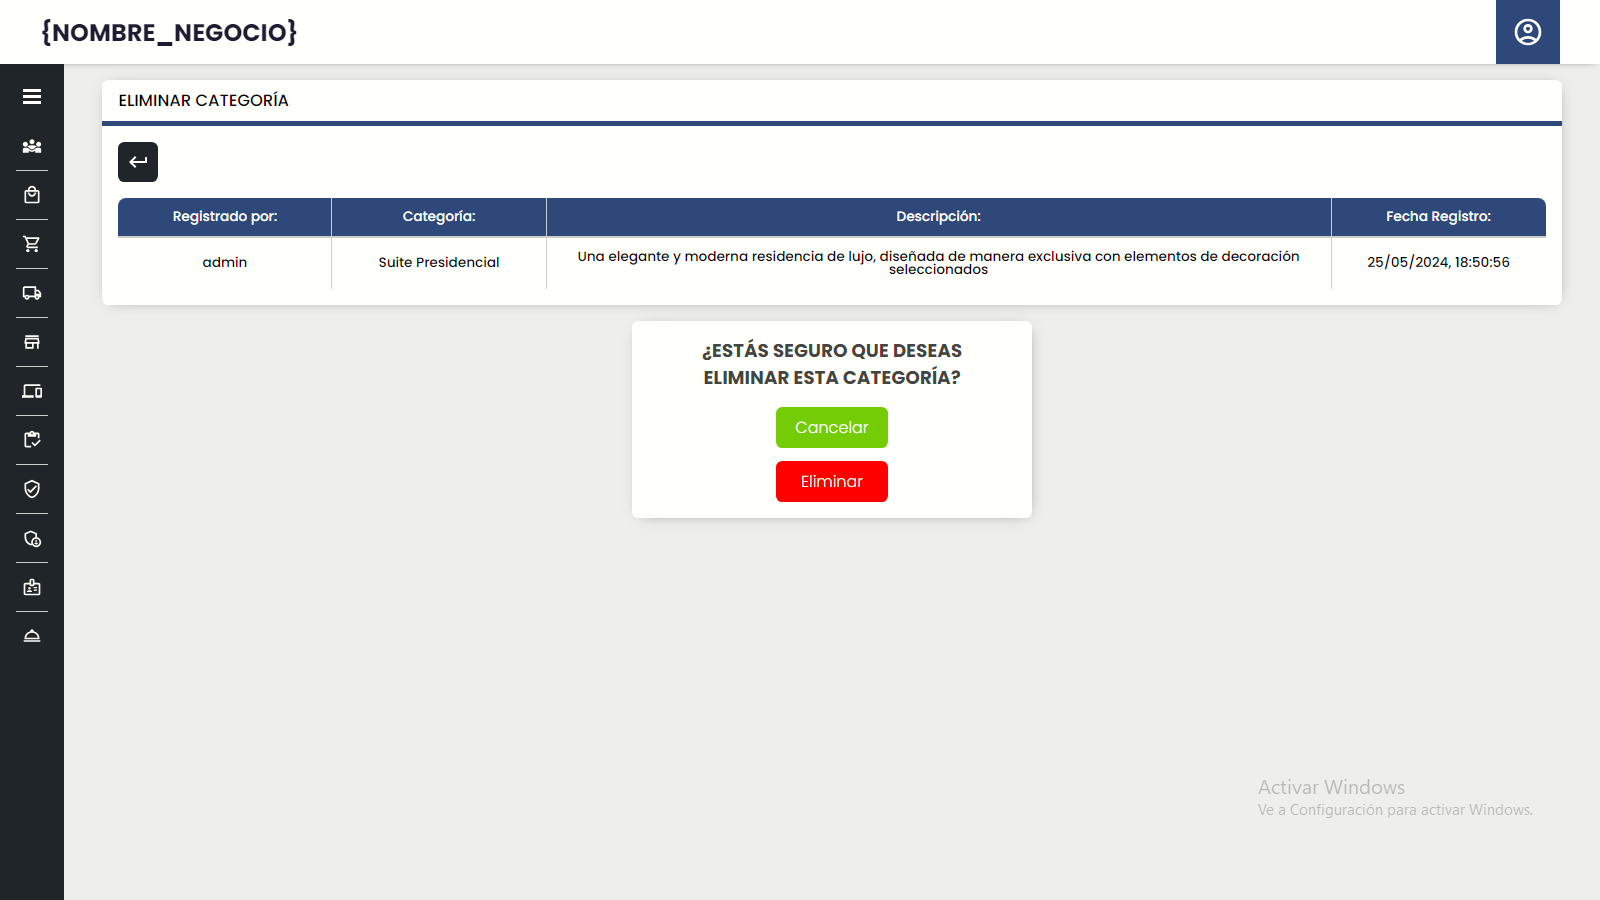 {NOMBRE_NEGOCIO}
ELIMINAR CATEGORÍA
Registrado por:
Categoría:
Descripción:
Fecha Registro:
admin
Suite Presidencial
Una elegante y moderna residencia de lujo, diseñada de manera exclusiva con elementos de decoración
seleccionados
25/05/2024, 18:50:56
¿ESTÁS SEGURO QUE DESEAS
ELIMINAR ESTA CATEGORÍA?
Cancelar
Eliminar
Activar Windows
Ve a Configuración para activar Windows.